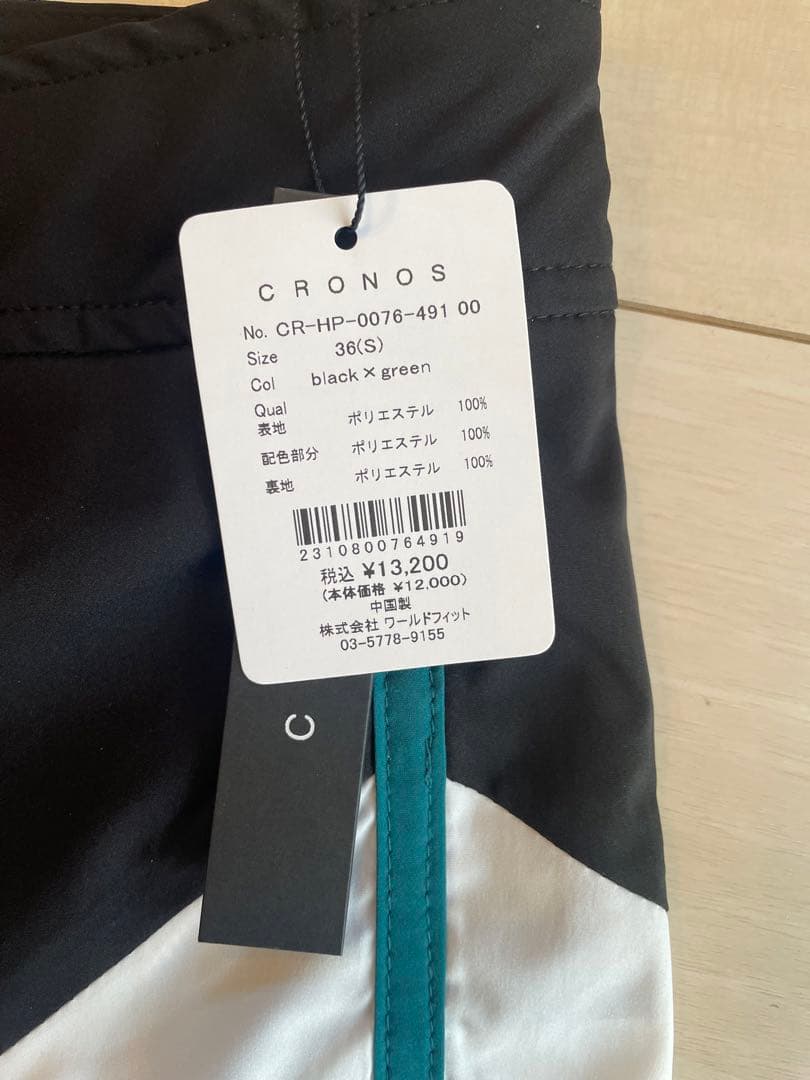 CRONOS
No. CR-HP-0076-491 00
Size 36(S)
Col black×green
Qual
表地 ポリエステル 100%
配色部分 ポリエステル 100%
裏地 ポリエステル 100%
2310800764919
税込 ¥13,200
(本体価格 ¥12,000)
中国製
株式会社 ワールドフィット
03-5778-9155
C